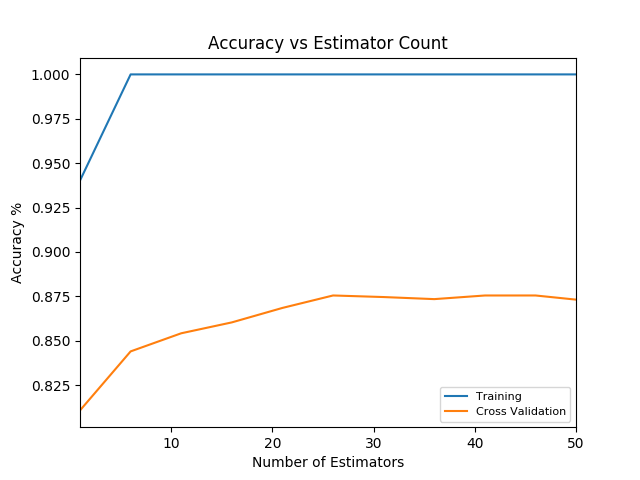 Accuracy vs Estimator Count
Accuracy %
1.000
0.975
0.950
0.925
0.900
0.875
0.850
0.825
Training
Cross Validation
10
20
30
40
50
Number of Estimators